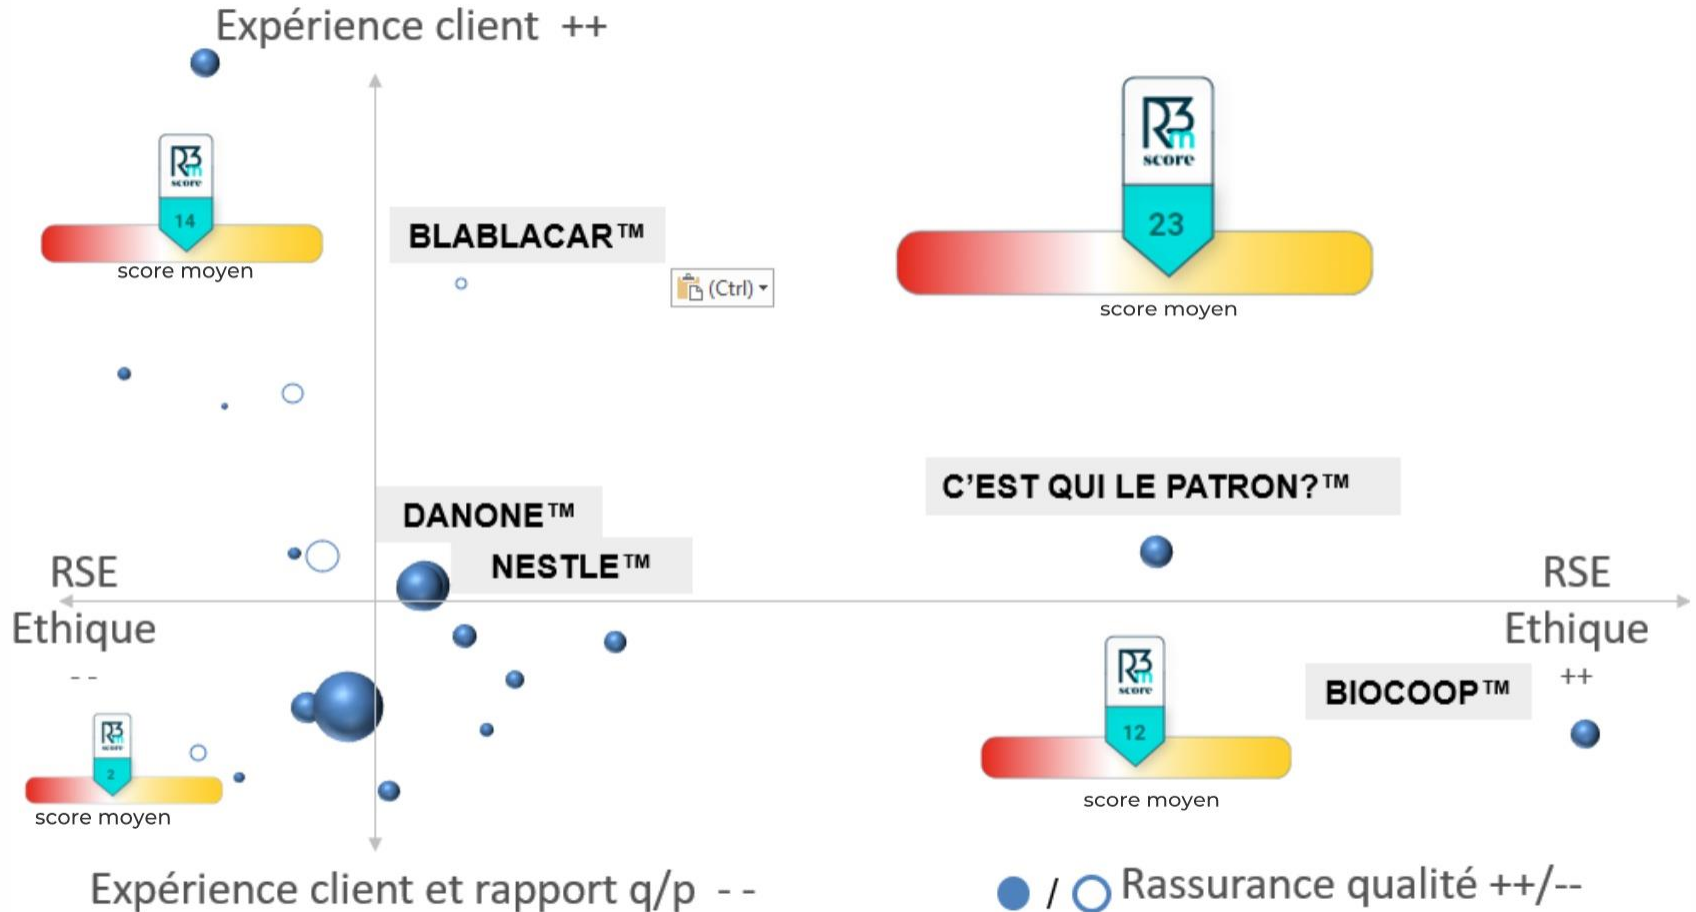 Expérience client ++
R3m
score
14
score moyen
BLABLACAR™
(Ctrl)
R3m
score
23
score moyen
C'EST QUI LE PATRON?™
DANONE™
NESTLE™
RSE
Ethique
- -
RSE
Ethique
++
R3m
score
2
score moyen
R3m
score
12
score moyen
BIOCOOP™
Expérience client et rapport q/p - -
/ Rassurance qualité ++/--